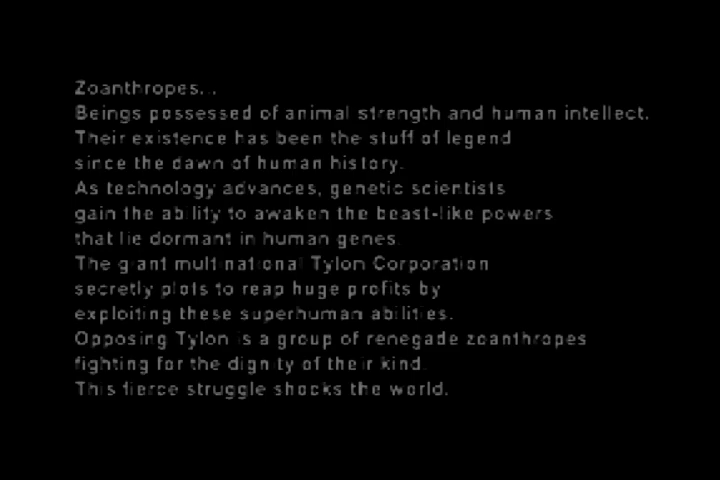 Zoanthropes...
Beings possessed of animal strength and human intellect.
Their existence has been the stuff of legend
since the dawn of human history.
As technology advances, genetic scientists
gain the ability to awaken the beast-like powers
that lie dormant in human genes.
The giant multinational Tylon Corporation
secretly plots to reap huge profits by
exploiting these superhuman abilities.
Opposing Tylon is a group of renegade zoanthropes
fighting for the dignity of their kind.
This fierce struggle shocks the world.